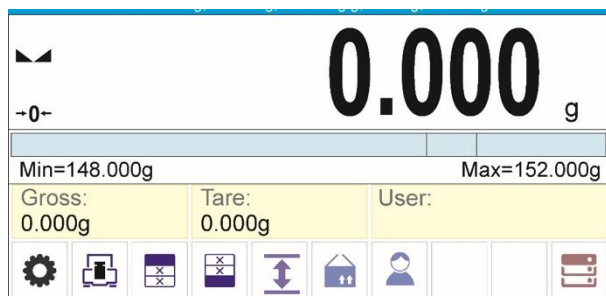 →0←
0.000 g
Min=148.000g Max=152.000g
Gross: Tare: User:
0.000g 0.000g